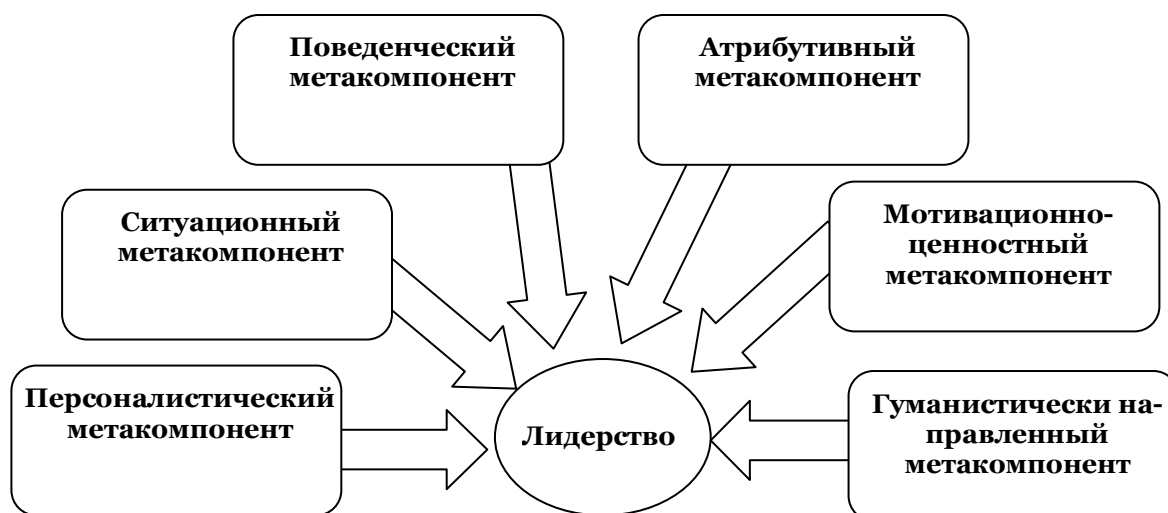 Поведенческий
метакомпонент
Атрибутивный
метакомпонент
Ситуационный
метакомпонент
Мотивационно-
ценностный
метакомпонент
Персоналистический
метакомпонент
Лидерство
Гуманистически на-
правленный
метакомпонент